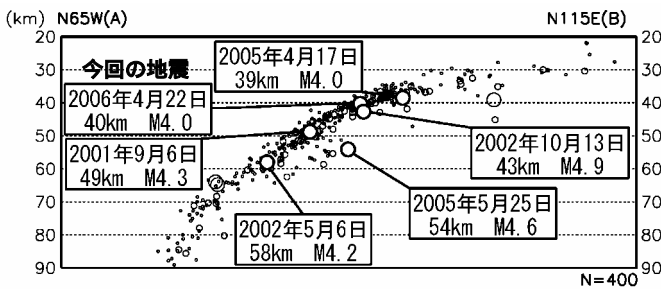 (km) N65W(A) N115E(B)
20 20
30 30
40 40
50 50
60 60
70 70
80 80
90 90
2005年4月17日
39km M4.0
今回の地震
2006年4月22日
40km M4.0
2001年9月6日
49km M4.3
2002年10月13日
43km M4.9
2002年5月6日
58km M4.2
2005年5月25日
54km M4.6
N=400